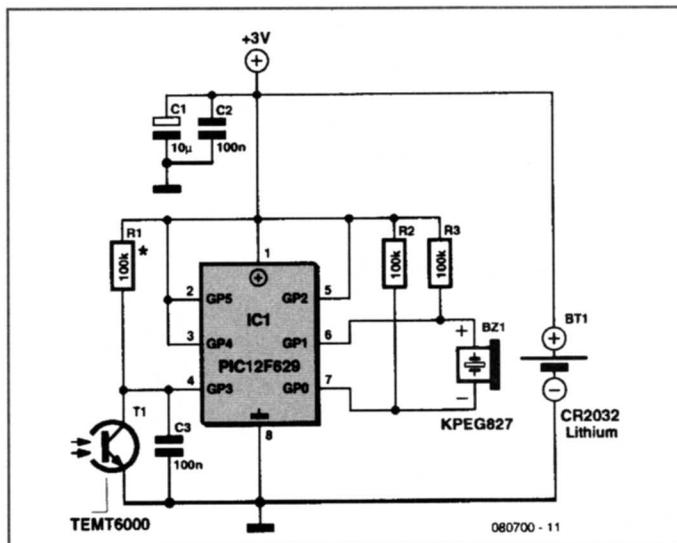 +3V
C1
C2
10µ
100n
R1
*
R2
R3
100k
100k
100k
1
2
GP5
GP2
5
IC1
3
GP4
GP1
6
PIC12F629
4
GP3
GP0
7
8
T1
C3
100n
TEMT6000
+
BZ1
-
KPEG827
BT1
+
-
CR2032
Lithium
080700 - 11